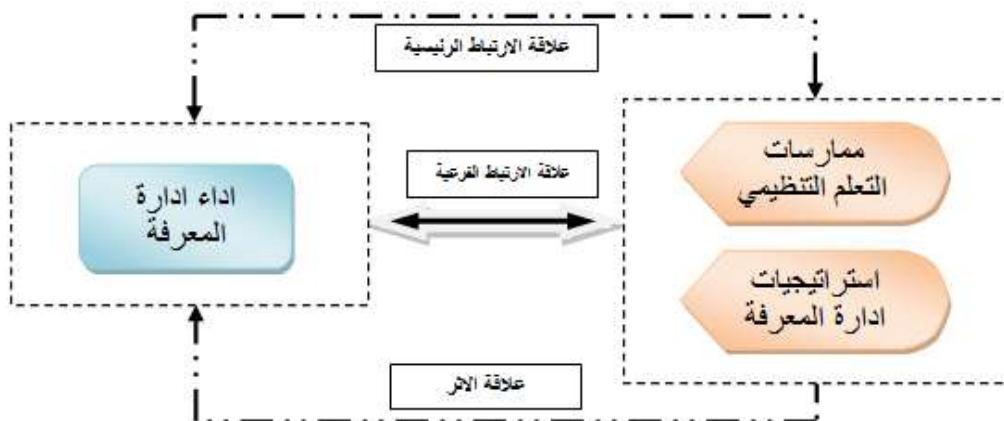 علاقة الارتباط الرئيسية
ممارسات
التعلم التنظيمي
علاقة الارتباط الفرعية
اداء ادارة
المعرفة
استراتيجيات
ادارة المعرفة
علاقة الاثر